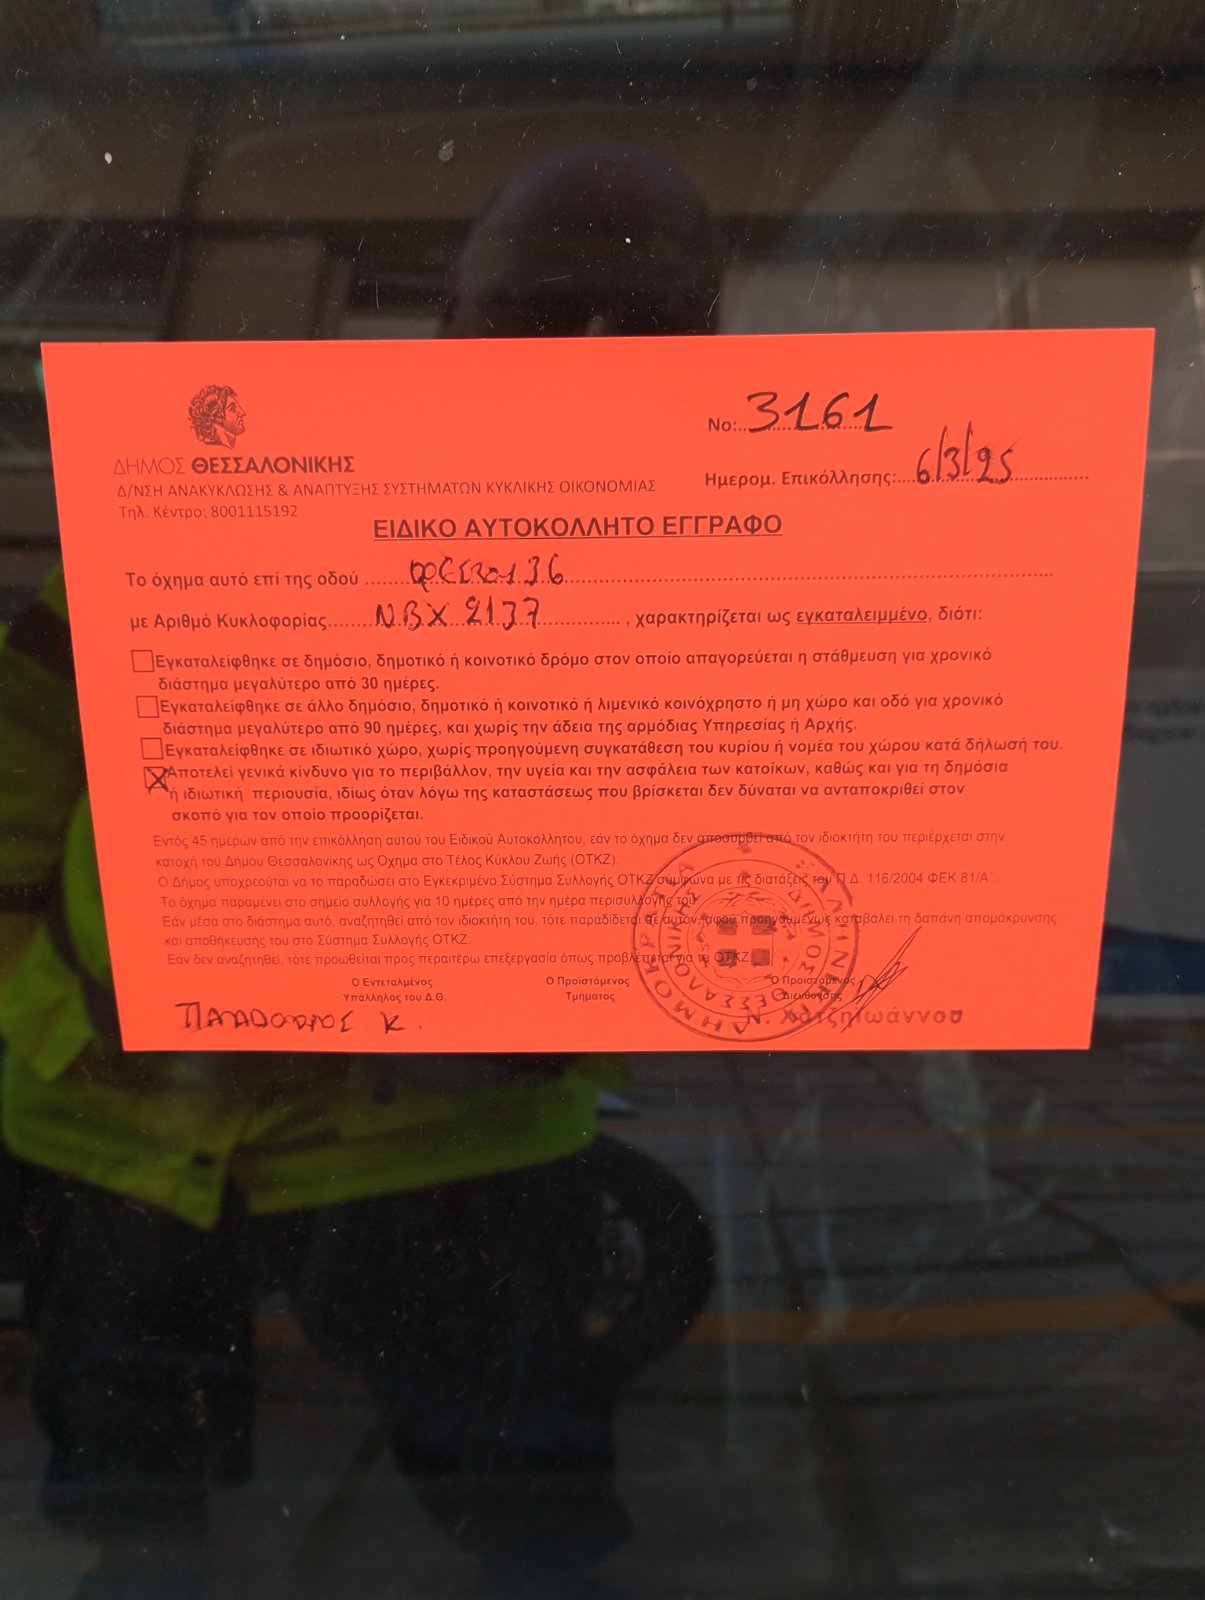 ΔΗΜΟΣ ΘΕΣΣΑΛΟΝΙΚΗΣ
Δ/ΝΣΗ ΑΝΑΚΥΚΛΩΣΗΣ & ΑΝΑΠΤΥΞΗΣ ΣΥΣΤΗΜΑΤΩΝ ΚΥΚΛΙΚΗΣ ΟΙΚΟΝΟΜΙΑΣ
Τηλ. Κέντρο: 8001115192
Νο: 3161
Ημερομ. Επικόλλησης: 6/3/25
ΕΙΔΙΚΟ ΑΥΤΟΚΟΛΛΗΤΟ ΕΓΓΡΑΦΟ
Το όχημα αυτό επί της οδού 36
με Αριθμό Κυκλοφορίας NBX 2137, χαρακτηρίζεται ως εγκαταλειμμένο, διότι:
Εγκαταλείφθηκε σε δημόσιο, δημοτικό ή κοινοτικό δρόμο στον οποίο απαγορεύεται η στάθμευση για χρονικό
διάστημα μεγαλύτερο από 30 ημέρες.
Εγκαταλείφθηκε σε άλλο δημόσιο, δημοτικό ή κοινοτικό ή λιμενικό κοινόχρηστο ή μη χώρο και οδό για χρονικό
διάστημα μεγαλύτερο από 90 ημέρες, και χωρίς την άδεια της αρμόδιας Υπηρεσίας ή Αρχής.
Εγκαταλείφθηκε σε ιδιωτικό χώρο, χωρίς προηγούμενη συγκατάθεση του κυρίου ή νομέα του χώρου κατά δήλωσή του.
X Αποτελεί γενικά κίνδυνο για το περιβάλλον, την υγεία και την ασφάλεια των κατοίκων, καθώς και για τη δημόσια
ή ιδιωτική περιουσία, ιδίως όταν λόγω της καταστάσεως που βρίσκεται δεν δύναται να ανταποκριθεί στον
σκοπό για τον οποίο προορίζεται.
Εντός 45 ημερών από την επικόλληση αυτού του Ειδικού Αυτοκόλλητου, εάν το όχημα δεν αποσυρθεί από τον ιδιοκτήτη του περιέρχεται στην
κατοχή του Δήμου Θεσσαλονίκης ως Όχημα στο Τέλος Κύκλου Ζωής (ΟΤΚΖ).
Ο Δήμος υποχρεούται να το παραδώσει στο Εγκεκριμένο Σύστημα Συλλογής ΟΤΚΖ σύμφωνα με τις διατάξεις του Π.Δ. 116/2004 ΦΕΚ 81/Α΄.
Το όχημα παραμένει στο σημείο συλλογής για 10 ημέρες από την ημέρα περισυλλογής του.
Εάν μέσα στο διάστημα αυτό, αναζητηθεί από τον ιδιοκτήτη του, τότε παραδίδεται σε αυτόν, αφού προηγουμένως καταβάλει τη δαπάνη απομάκρυνσης
και αποθήκευσής του στο Σύστημα Συλλογής ΟΤΚΖ.
Εάν δεν αναζητηθεί, τότε προωθείται προς περαιτέρω επεξεργασία όπως προβλέπεται για τα ΟΤΚΖ.
Ο Εντεταλμένος
Υπάλληλος του Δ.Θ.
Ο Προϊστάμενος
Τμήματος
Ο Προϊστάμενος
Διεύθυνσης
ΠΑΠΑΔΟΠΟΥΛΟΣ Κ.
Ν. Χατζηϊωάννου
ΕΛΛΗΝΙΚΗ ΔΗΜΟΚΡΑΤΙΑ
ΔΗΜΟΣ ΘΕΣΣΑΛΟΝΙΚΗΣ